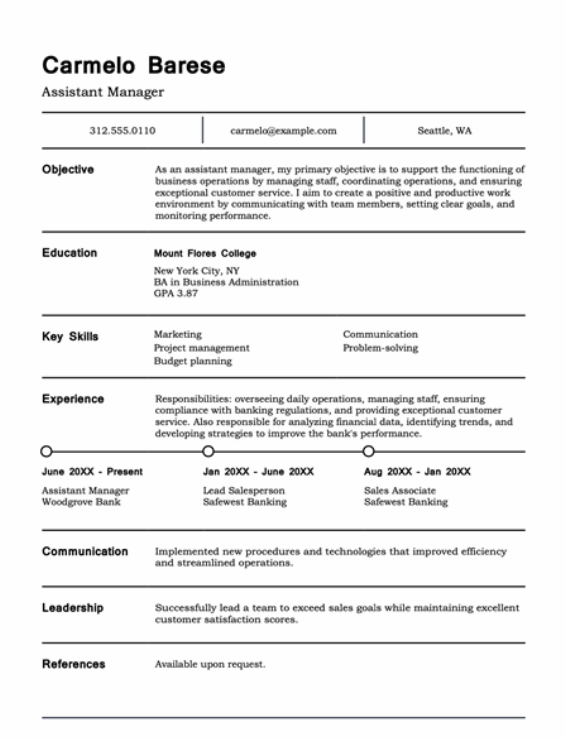 Carmelo Barese
Assistant Manager
312.555.0110
carmelo@example.com
Seattle, WA
Objective
As an assistant manager, my primary objective is to support the functioning of
business operations by managing staff, coordinating operations, and ensuring
exceptional customer service. I aim to create a positive and productive work
environment by communicating with team members, setting clear goals, and
monitoring performance.
Education
Mount Flores College
New York City, NY
BA in Business Administration
GPA 3.87
Key Skills
Marketing
Project management
Budget planning
Communication
Problem-solving
Experience
Responsibilities: overseeing daily operations, managing staff, ensuring
compliance with banking regulations, and providing exceptional customer
service. Also responsible for analyzing financial data, identifying trends, and
developing strategies to improve the bank's performance.
June 20XX - Present
Assistant Manager
Woodgrove Bank
Jan 20XX - June 20XX
Lead Salesperson
Safewest Banking
Aug 20XX - Jan 20XX
Sales Associate
Safewest Banking
Communication
Implemented new procedures and technologies that improved efficiency
and streamlined operations.
Leadership
Successfully lead a team to exceed sales goals while maintaining excellent
customer satisfaction scores.
References
Available upon request.